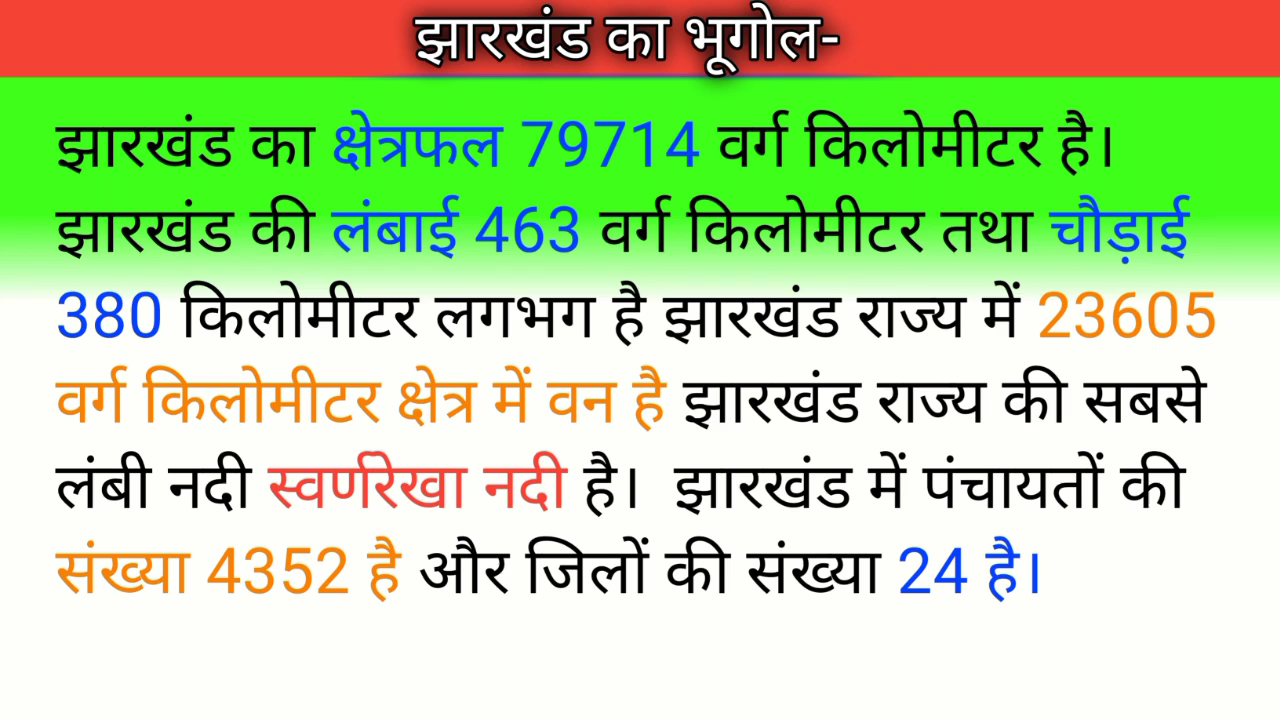 झारखंड का भूगोल-
झारखंड का क्षेत्रफल 79714 वर्ग किलोमीटर है।
झारखंड की लंबाई 463 वर्ग किलोमीटर तथा चौड़ाई
380 किलोमीटर लगभग है झारखंड राज्य में 23605
वर्ग किलोमीटर क्षेत्र में वन है झारखंड राज्य की सबसे
लंबी नदी स्वर्णरेखा नदी है। झारखंड में पंचायतों की
संख्या 4352 है और जिलों की संख्या 24 है।